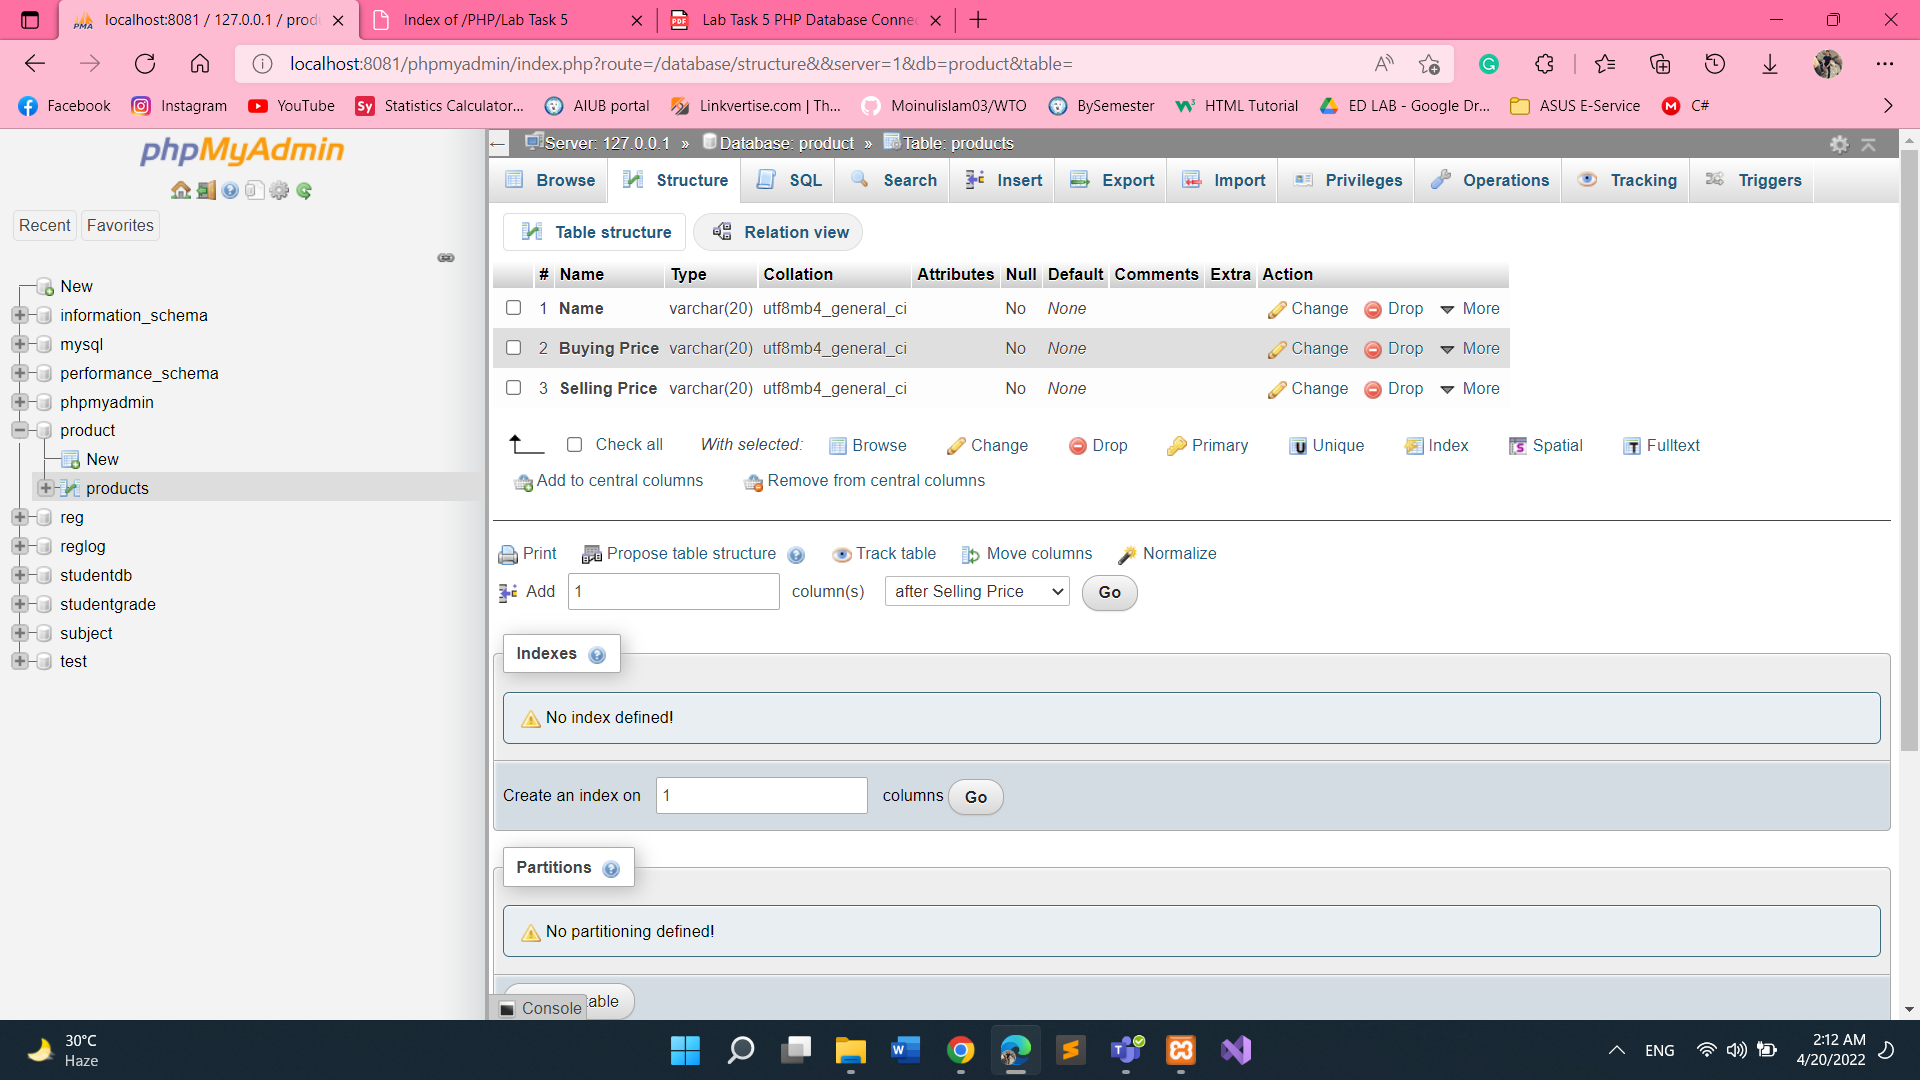 localhost:8081 / 127.0.0.1 / produ
Index of /PHP/Lab Task 5
Lab Task 5 PHP Database Connec
localhost:8081/phpmyadmin/index.php?route=/database/structure&&server=1&db=product&table=
Facebook
Instagram
YouTube
Statistics Calculator...
AIUB portal
Linkvertise.com | Th...
Moinulislam03/WTO
BySemester
HTML Tutorial
ED LAB - Google Dr...
ASUS E-Service
C#
phpMyAdmin
Recent
Favorites
New
information_schema
mysql
performance_schema
phpmyadmin
product
New
products
reg
reglog
studentdb
studentgrade
subject
test
Server: 127.0.0.1 » Database: product » Table: products
Browse
Structure
SQL
Search
Insert
Export
Import
Privileges
Operations
Tracking
Triggers
Table structure
Relation view
# Name Type Collation Attributes Null Default Comments Extra Action
1 Name varchar(20) utf8mb4_general_ci No None Change Drop More
2 Buying Price varchar(20) utf8mb4_general_ci No None Change Drop More
3 Selling Price varchar(20) utf8mb4_general_ci No None Change Drop More
Check all With selected: Browse Change Drop Primary Unique Index Spatial Fulltext
Add to central columns Remove from central columns
Print Propose table structure Track table Move columns Normalize
Add 1 column(s) after Selling Price Go
Indexes
No index defined!
Create an index on 1 columns Go
Partitions
No partitioning defined!
Console
table
30°C
Haze
ENG
2:12 AM
4/20/2022